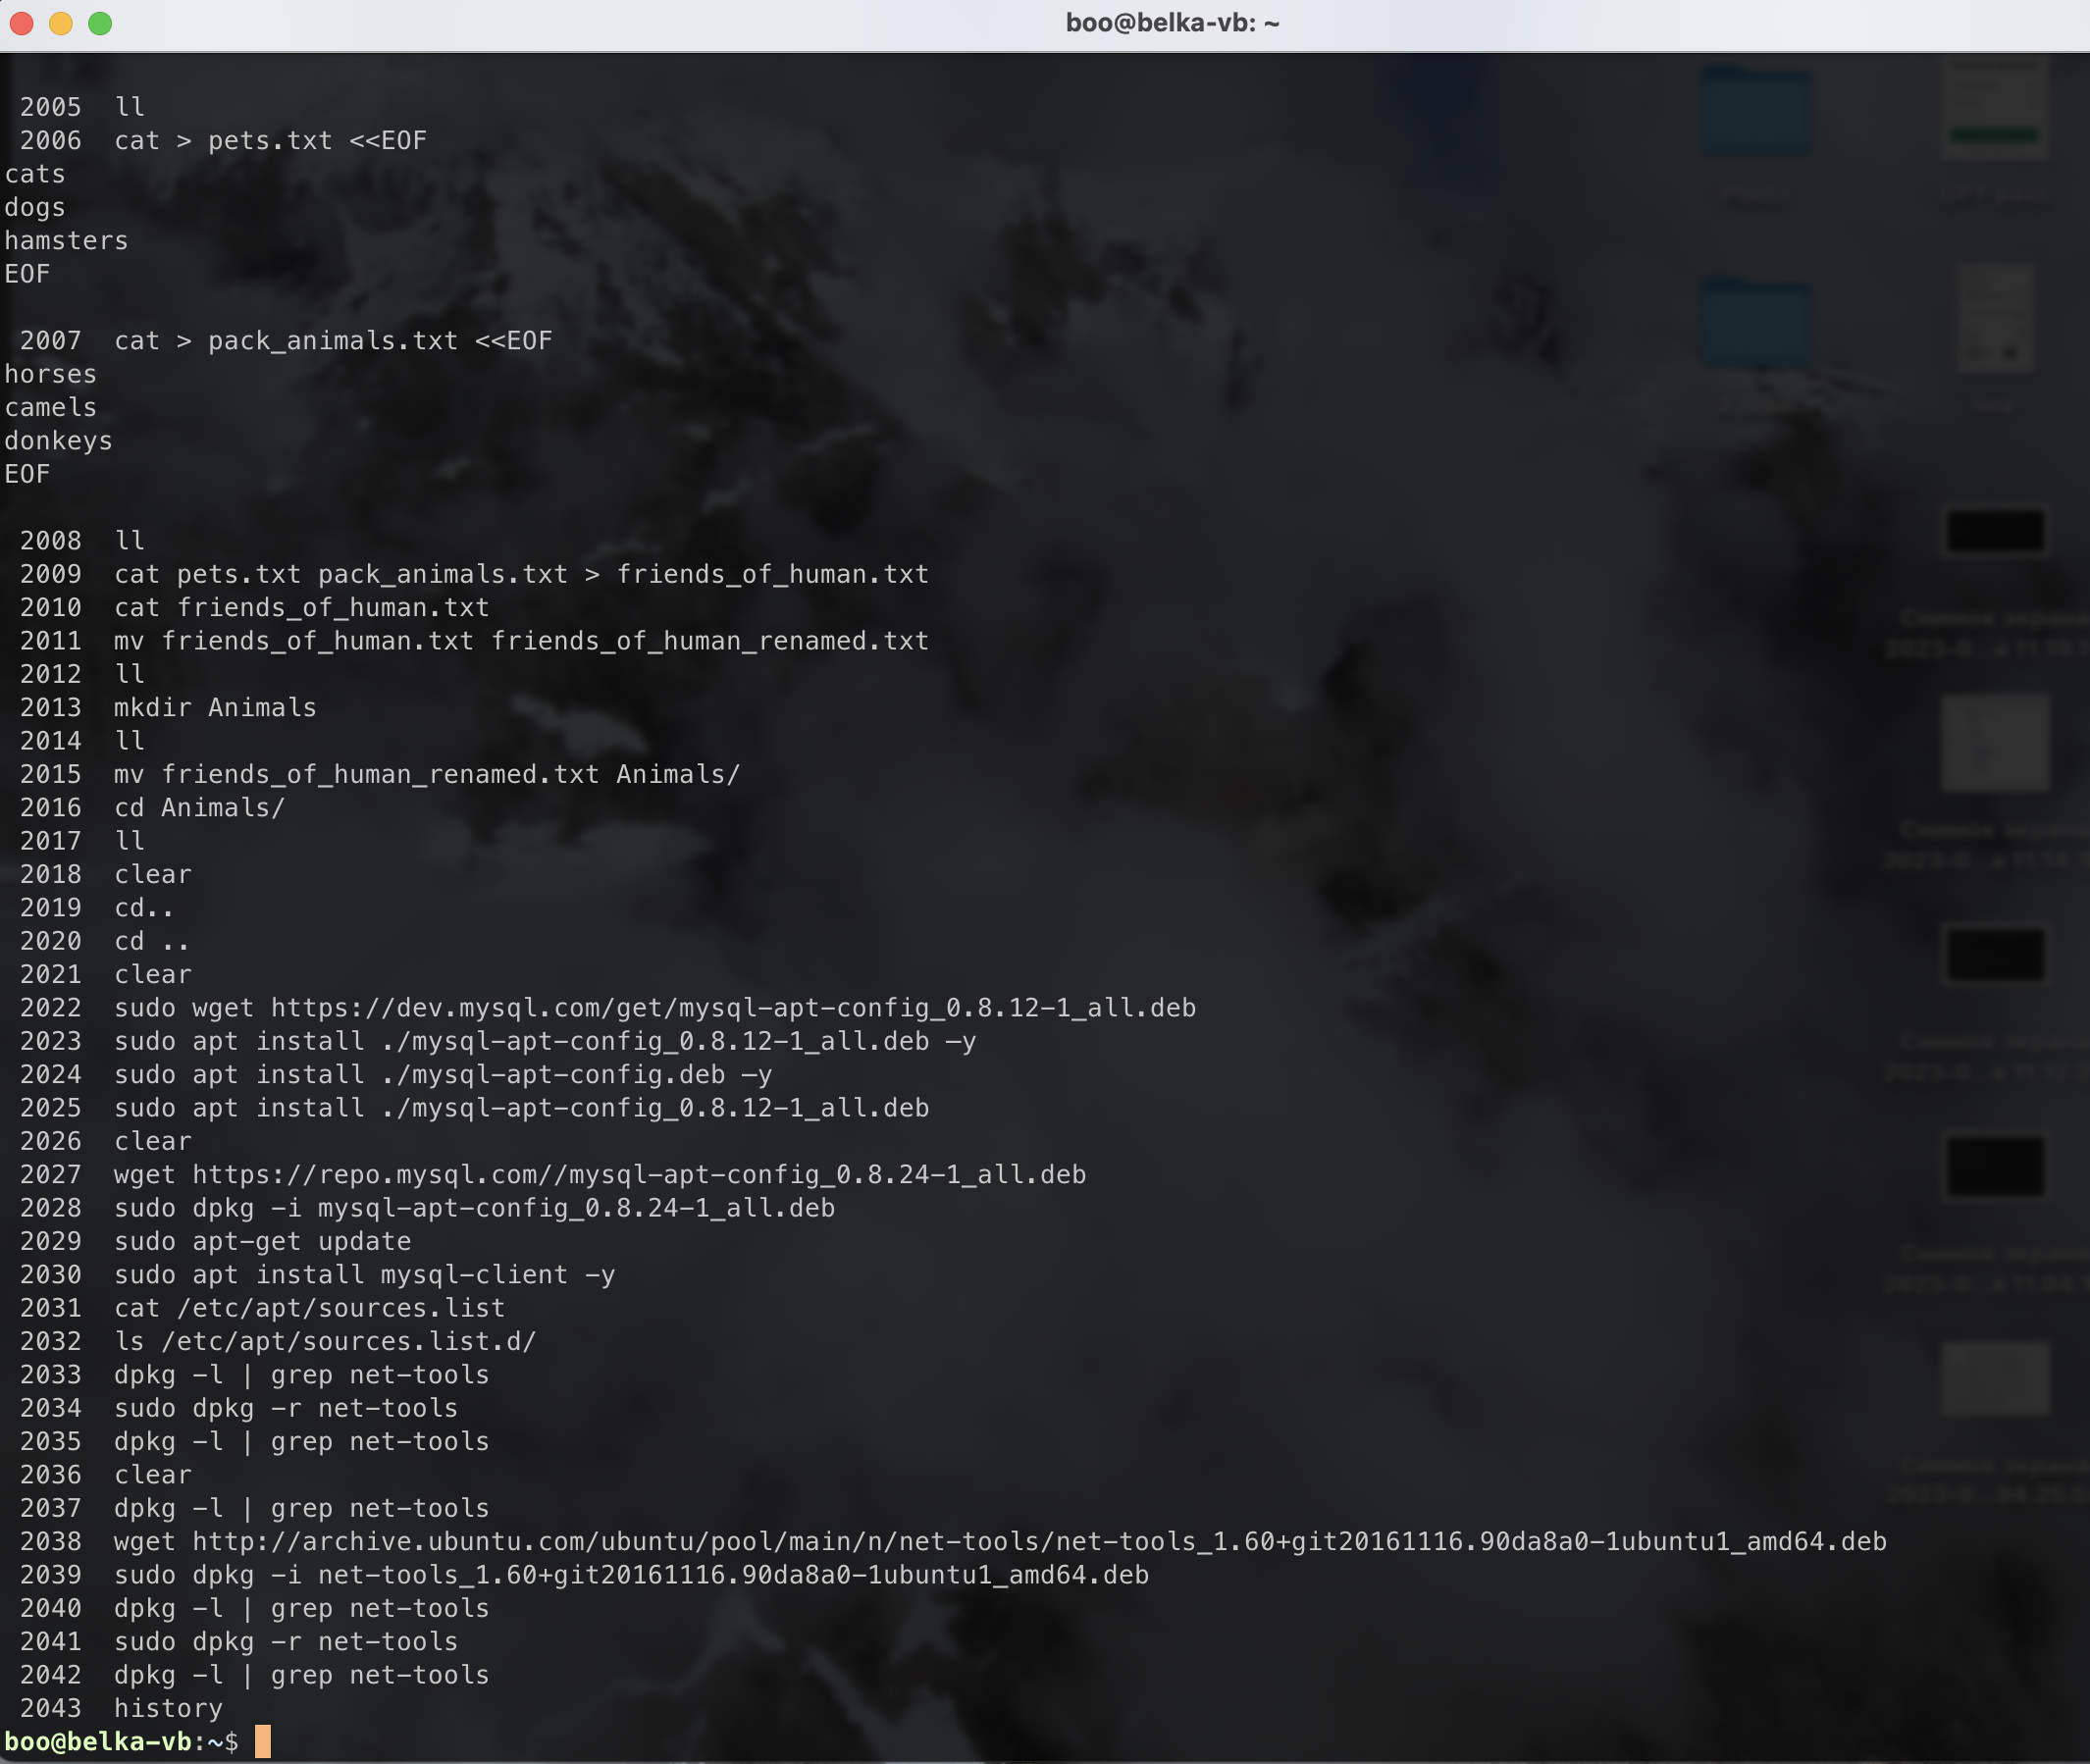 boo@belka-vb: ~
2005 ll
2006 cat > pets.txt <<EOF
cats
dogs
hamsters
EOF
2007 cat > pack_animals.txt <<EOF
horses
camels
donkeys
EOF
2008 ll
2009 cat pets.txt pack_animals.txt > friends_of_human.txt
2010 cat friends_of_human.txt
2011 mv friends_of_human.txt friends_of_human_renamed.txt
2012 ll
2013 mkdir Animals
2014 ll
2015 mv friends_of_human_renamed.txt Animals/
2016 cd Animals/
2017 ll
2018 clear
2019 cd..
2020 cd ..
2021 clear
2022 sudo wget https://dev.mysql.com/get/mysql-apt-config_0.8.12-1_all.deb
2023 sudo apt install ./mysql-apt-config_0.8.12-1_all.deb –y
2024 sudo apt install ./mysql-apt-config.deb –y
2025 sudo apt install ./mysql-apt-config_0.8.12-1_all.deb
2026 clear
2027 wget https://repo.mysql.com//mysql-apt-config_0.8.24-1_all.deb
2028 sudo dpkg -i mysql-apt-config_0.8.24-1_all.deb
2029 sudo apt-get update
2030 sudo apt install mysql-client -y
2031 cat /etc/apt/sources.list
2032 ls /etc/apt/sources.list.d/
2033 dpkg -l | grep net-tools
2034 sudo dpkg -r net-tools
2035 dpkg -l | grep net-tools
2036 clear
2037 dpkg -l | grep net-tools
2038 wget http://archive.ubuntu.com/ubuntu/pool/main/n/net-tools/net-tools_1.60+git20161116.90da8a0-1ubuntu1_amd64.deb
2039 sudo dpkg -i net-tools_1.60+git20161116.90da8a0-1ubuntu1_amd64.deb
2040 dpkg -l | grep net-tools
2041 sudo dpkg -r net-tools
2042 dpkg -l | grep net-tools
2043 history
boo@belka-vb:~$